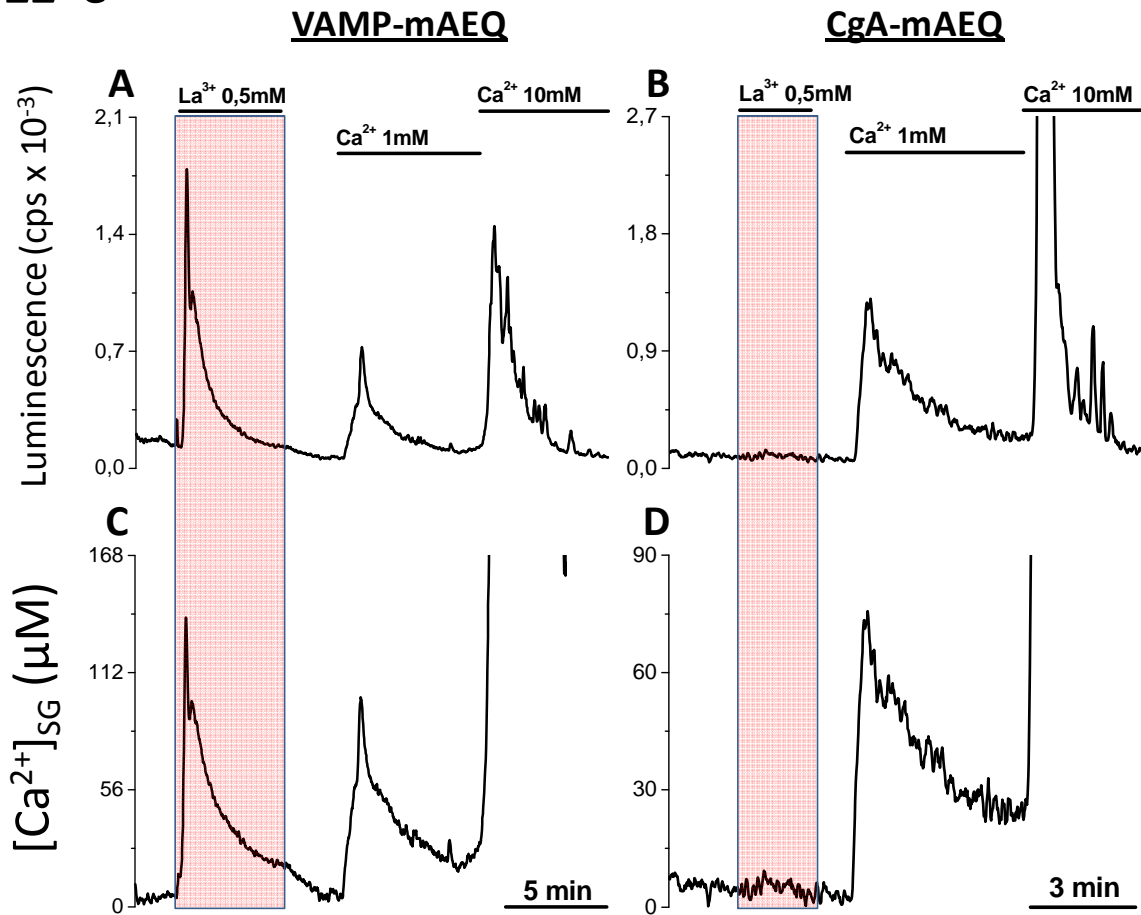 VAMP-mAEQ
CgA-mAEQ
A
La³⁺ 0,5mM
Ca²⁺ 1mM
Ca²⁺ 10mM
2,1
1,4
0,7
0,0
Luminescence (cps x 10⁻³)
B
La³⁺ 0,5mM
Ca²⁺ 1mM
Ca²⁺ 10mM
2,7
1,8
0,9
0,0
C
168
112
56
0
[Ca²⁺]SG (µM)
5 min
D
90
60
30
0
3 min